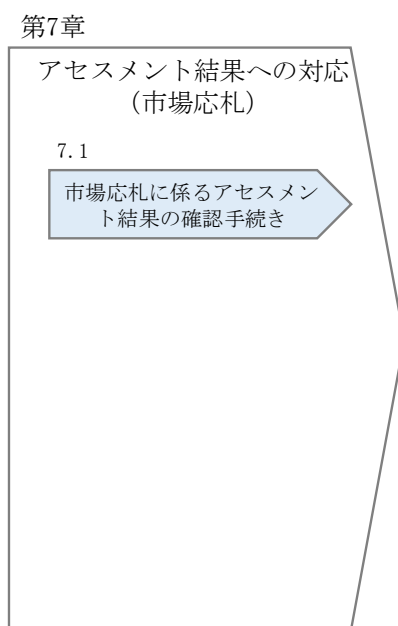 第7章
アセスメント結果への対応
（市場応札）
7.1
市場応札に係るアセスメン
ト結果の確認手続き